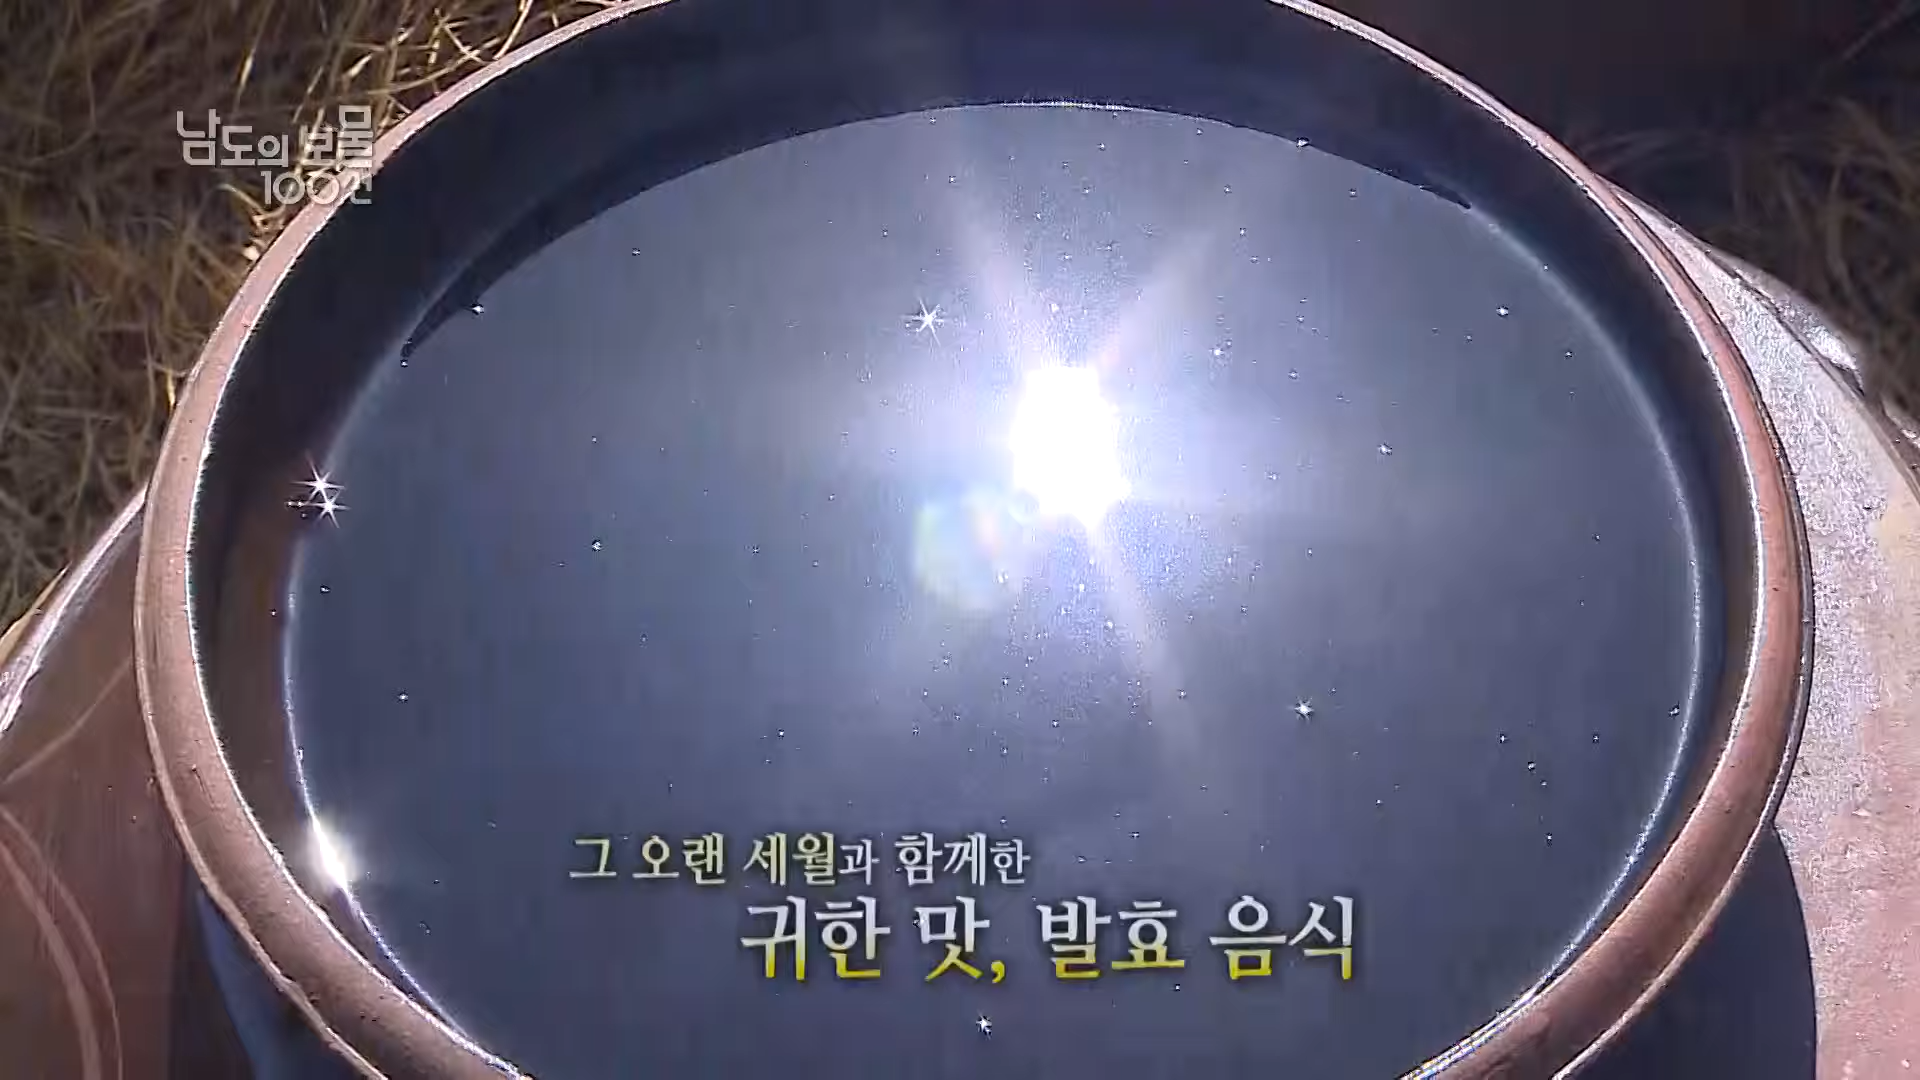 남도의 보물
100선
그 오랜 세월과 함께한
귀한 맛, 발효 음식